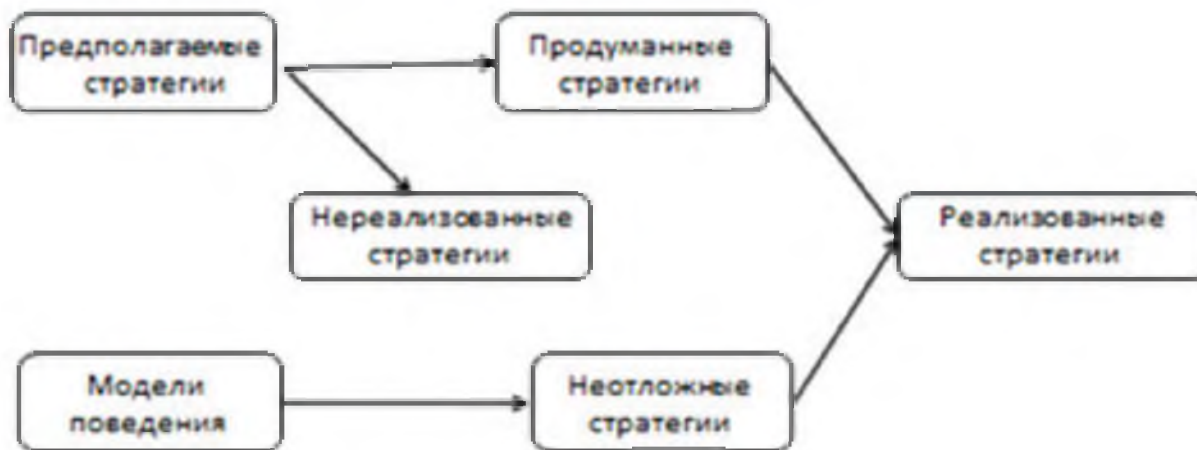 Предполагаемые
стратегии
Продуманные
стратегии
Нереализованные
стратегии
Реализованные
стратегии
Модели
поведения
Неотложные
стратегии